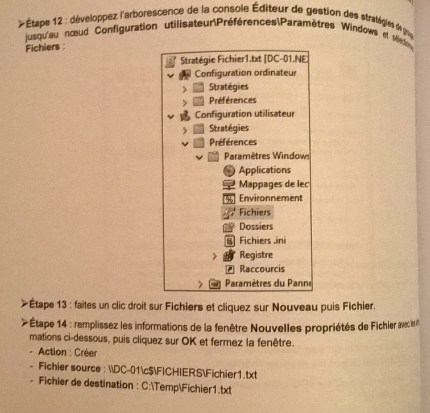 ➢Étape 12 : développez l'arborescence de la console Éditeur de gestion des stratégies de
jusqu'au nœud Configuration utilisateur\Préférences\Paramètres Windows et
Fichiers :
Stratégie Fichier1.txt [DC-01.NE
Configuration ordinateur
Stratégies
Préférences
Configuration utilisateur
Stratégies
Préférences
Paramètres Window
Applications
Mappages de lec
Environnement
Fichiers
Dossiers
Fichiers .ini
Registre
Raccourcis
Paramètres du Panne
➢Étape 13 : faites un clic droit sur Fichiers et cliquez sur Nouveau puis Fichier.
➢Étape 14 : remplissez les informations de la fenêtre Nouvelles propriétés de Fichier avec les
mations ci-dessous, puis cliquez sur OK et fermez la fenêtre.
- Action : Créer
- Fichier source : \\DC-01\c$\FICHIERS\Fichier1.txt
- Fichier de destination : C:\Temp\Fichier1.txt